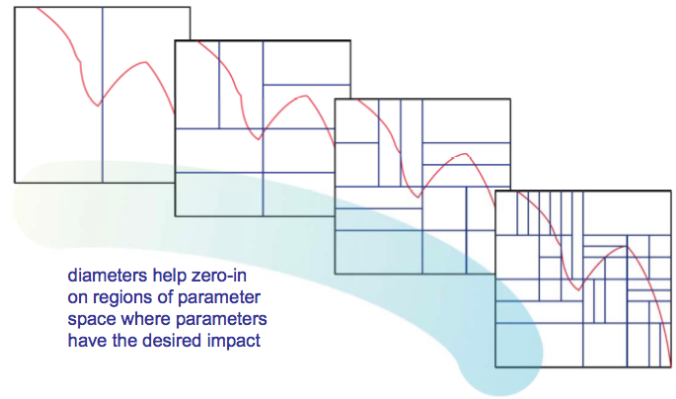 diameters help zero-in
on regions of parameter
space where parameters
have the desired impact